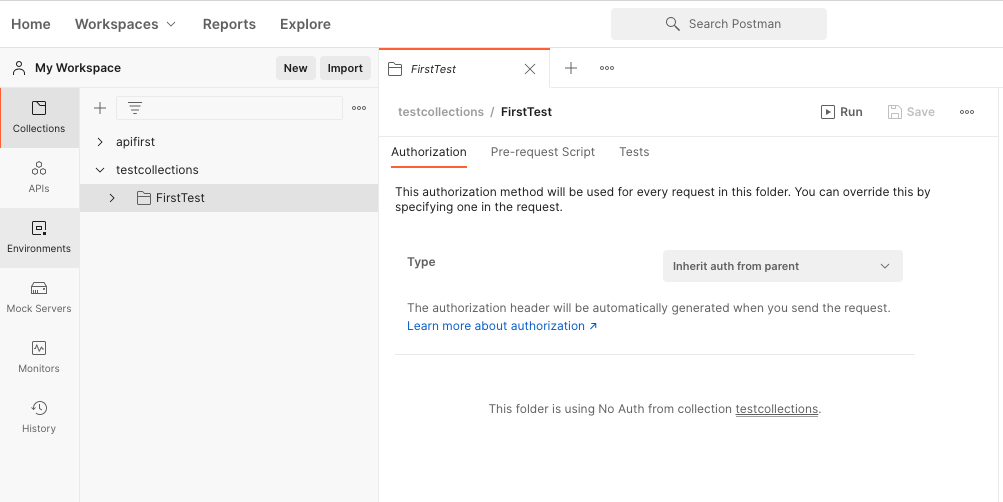 Home Workspaces Reports Explore Search Postman
My Workspace New Import
FirstTest
Collections
APIs
Environments
Mock Servers
Monitors
History
apifirst
testcollections
FirstTest
testcollections / FirstTest Run Save
Authorization Pre-request Script Tests
This authorization method will be used for every request in this folder. You can override this by
specifying one in the request.
Type Inherit auth from parent
The authorization header will be automatically generated when you send the request.
Learn more about authorization ↗
This folder is using No Auth from collection testcollections.